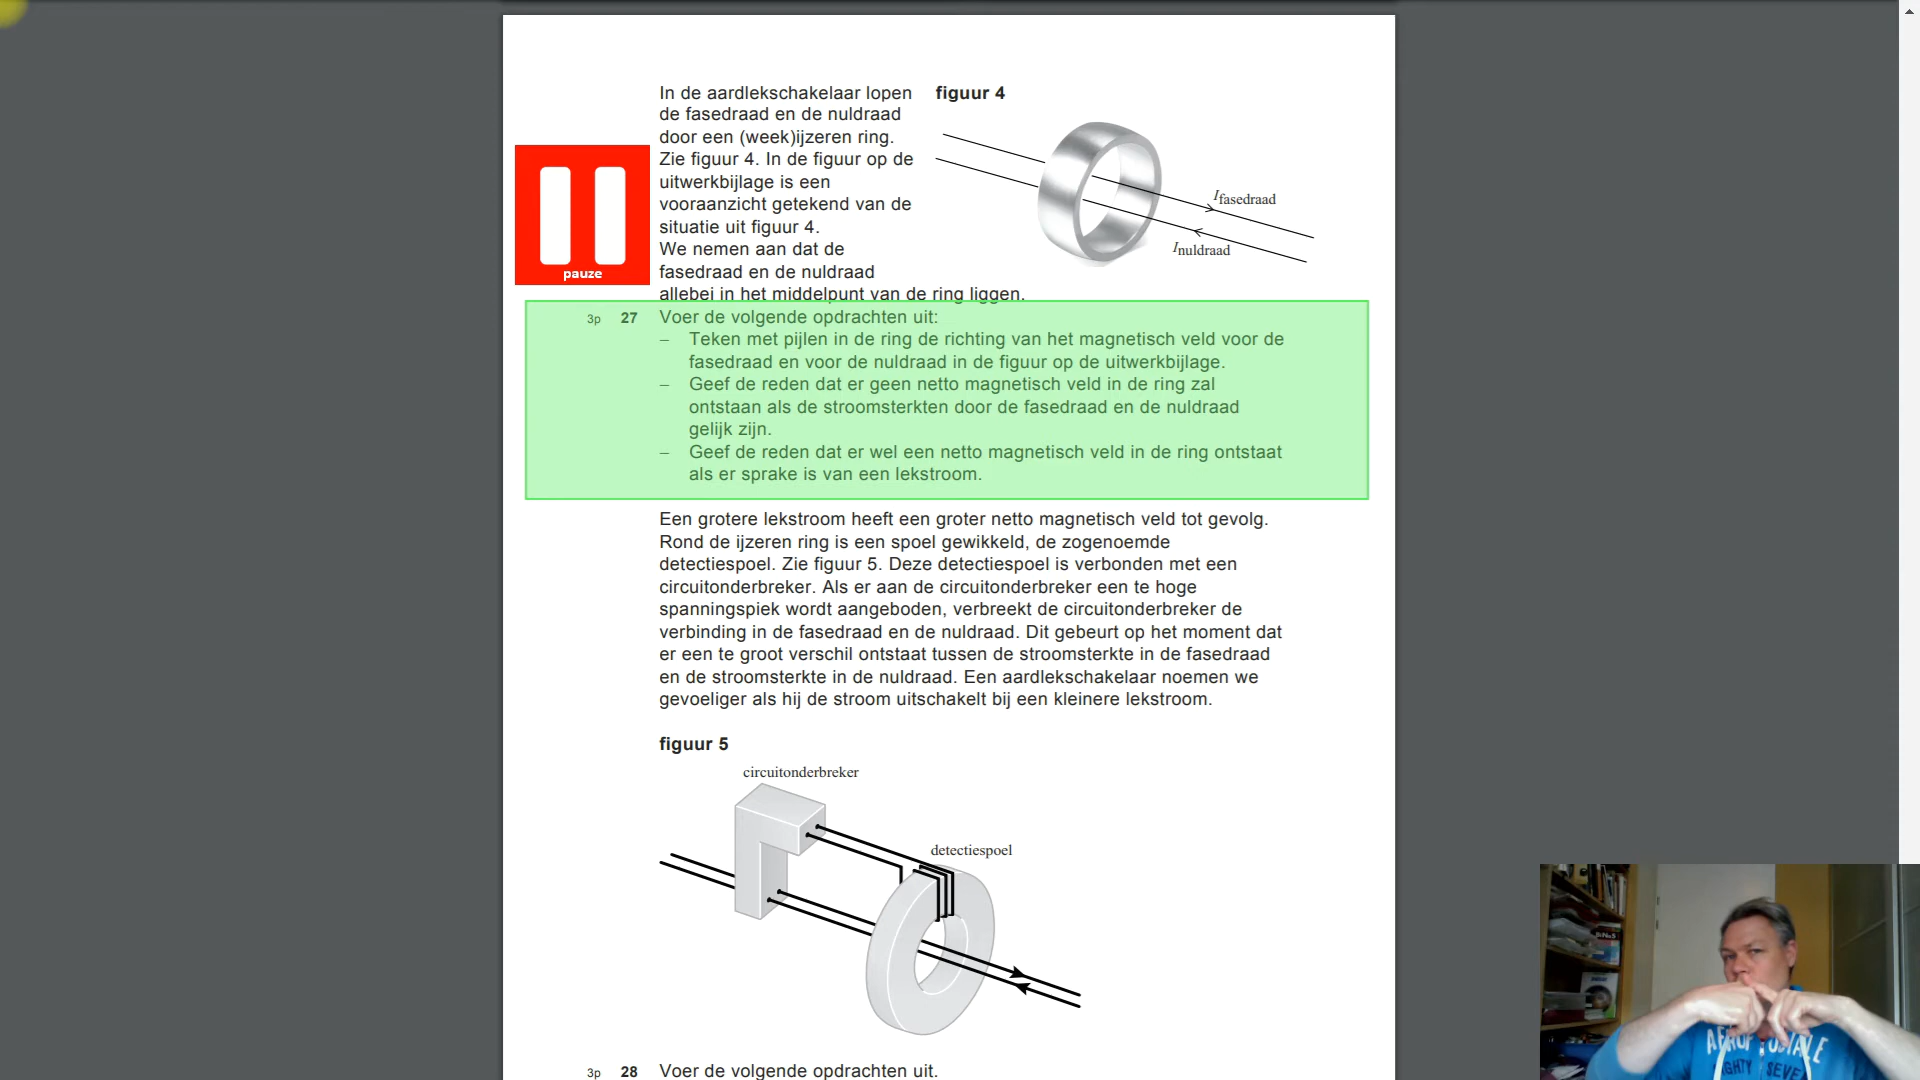 In de aardlekschakelaar lopen
de fasedraad en de nuldraad
door een (week)ijzeren ring.
Zie figuur 4. In de figuur op de
uitwerkbijlage is een
vooraanzicht getekend van de
situatie uit figuur 4.
We nemen aan dat de
fasedraad en de nuldraad
allebei in het middelpunt van de ring liggen.
figuur 4
Ifasedraad
Inuldraad
pauze
3p 27 Voer de volgende opdrachten uit:
– Teken met pijlen in de ring de richting van het magnetisch veld voor de
fasedraad en voor de nuldraad in de figuur op de uitwerkbijlage.
– Geef de reden dat er geen netto magnetisch veld in de ring zal
ontstaan als de stroomsterkten door de fasedraad en de nuldraad
gelijk zijn.
– Geef de reden dat er wel een netto magnetisch veld in de ring ontstaat
als er sprake is van een lekstroom.
Een grotere lekstroom heeft een groter netto magnetisch veld tot gevolg.
Rond de ijzeren ring is een spoel gewikkeld, de zogenoemde
detectiespoel. Zie figuur 5. Deze detectiespoel is verbonden met een
circuitonderbreker. Als er aan de circuitonderbreker een te hoge
spanningspiek wordt aangeboden, verbreekt de circuitonderbreker de
verbinding in de fasedraad en de nuldraad. Dit gebeurt op het moment dat
er een te groot verschil ontstaat tussen de stroomsterkte in de fasedraad
en de stroomsterkte in de nuldraad. Een aardlekschakelaar noemen we
gevoeliger als hij de stroom uitschakelt bij een kleinere lekstroom.
figuur 5
circuitonderbreker
detectiespoel
3p 28 Voer de volgende opdrachten uit.